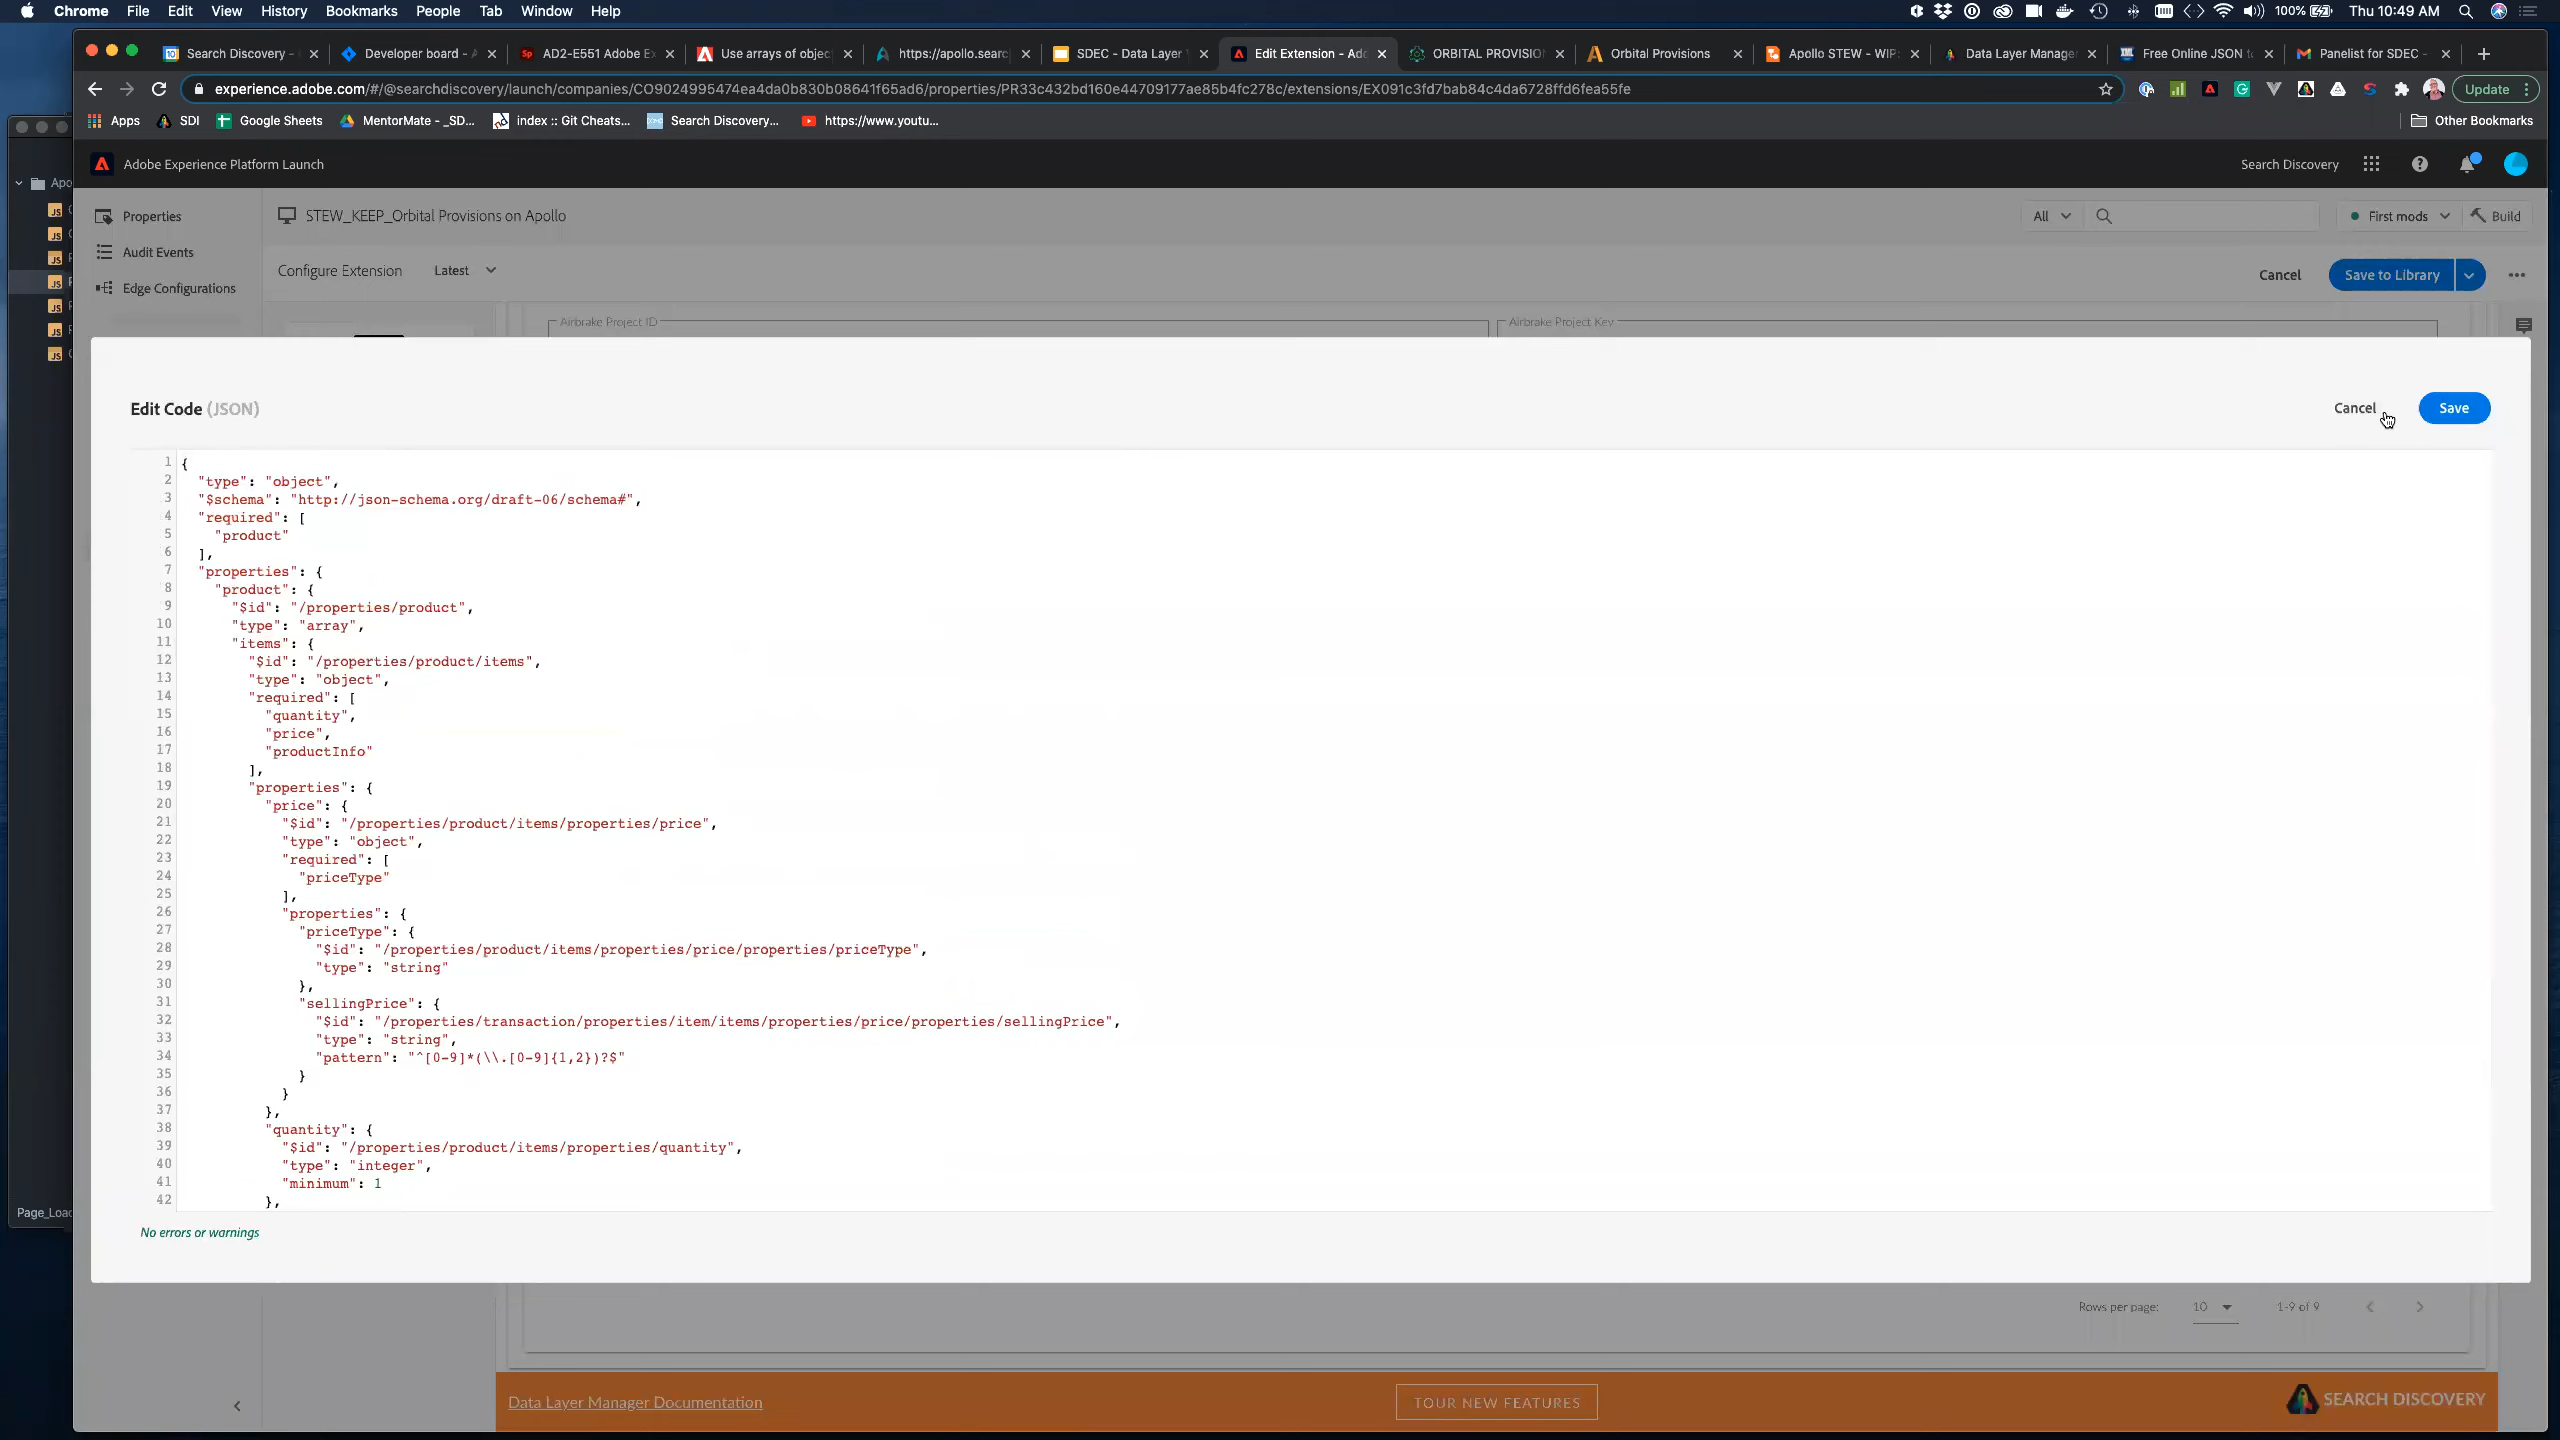 Chrome File Edit View History Bookmarks People Tab Window Help
100% Thu 10:49 AM
Search Discovery -
Developer board - A
AD2-E551 Adobe Ex
Use arrays of objec
https://apollo.searc
SDEC - Data Layer
Edit Extension - Ado
ORBITAL PROVISIO
Orbital Provisions
Apollo STEW - WIP
Data Layer Manage
Free Online JSON to
Panelist for SDEC -
experience.adobe.com/#/@searchdiscovery/launch/companies/CO9024995474ea4da0b830b08641f65ad6/properties/PR33c432bd160e44709177ae85b4fc278c/extensions/EX091c3fd7bab84c4da6728ffd6fea55fe
Update
Apps SDI Google Sheets MentorMate - _SD... index :: Git Cheats... Search Discovery... https://www.youtu... Other Bookmarks
Adobe Experience Platform Launch
Search Discovery
Apo
Properties
STEW_KEEP_Orbital Provisions on Apollo
All
First mods
Build
Audit Events
Configure Extension Latest
Cancel Save to Library
Edge Configurations
Airbrake Project ID
Airbrake Project Key
Edit Code (JSON)
Cancel Save
1 {
2 "type": "object",
3 "$schema": "http://json-schema.org/draft-06/schema#",
4 "required": [
5 "product"
6 ],
7 "properties": {
8 "product": {
9 "$id": "/properties/product",
10 "type": "array",
11 "items": {
12 "$id": "/properties/product/items",
13 "type": "object",
14 "required": [
15 "quantity",
16 "price",
17 "productInfo"
18 ],
19 "properties": {
20 "price": {
21 "$id": "/properties/product/items/properties/price",
22 "type": "object",
23 "required": [
24 "priceType"
25 ],
26 "properties": {
27 "priceType": {
28 "$id": "/properties/product/items/properties/price/properties/priceType",
29 "type": "string"
30 },
31 "sellingPrice": {
32 "$id": "/properties/transaction/properties/item/items/properties/price/properties/sellingPrice",
33 "type": "string",
34 "pattern": "^[0-9]*(\\.[0-9]{1,2})?$"
35 }
36 }
37 },
38 "quantity": {
39 "$id": "/properties/product/items/properties/quantity",
40 "type": "integer",
41 "minimum": 1
42 },
Page_Loac
No errors or warnings
Rows per page: 10 1-9 of 9
Data Layer Manager Documentation
TOUR NEW FEATURES
SEARCH DISCOVERY